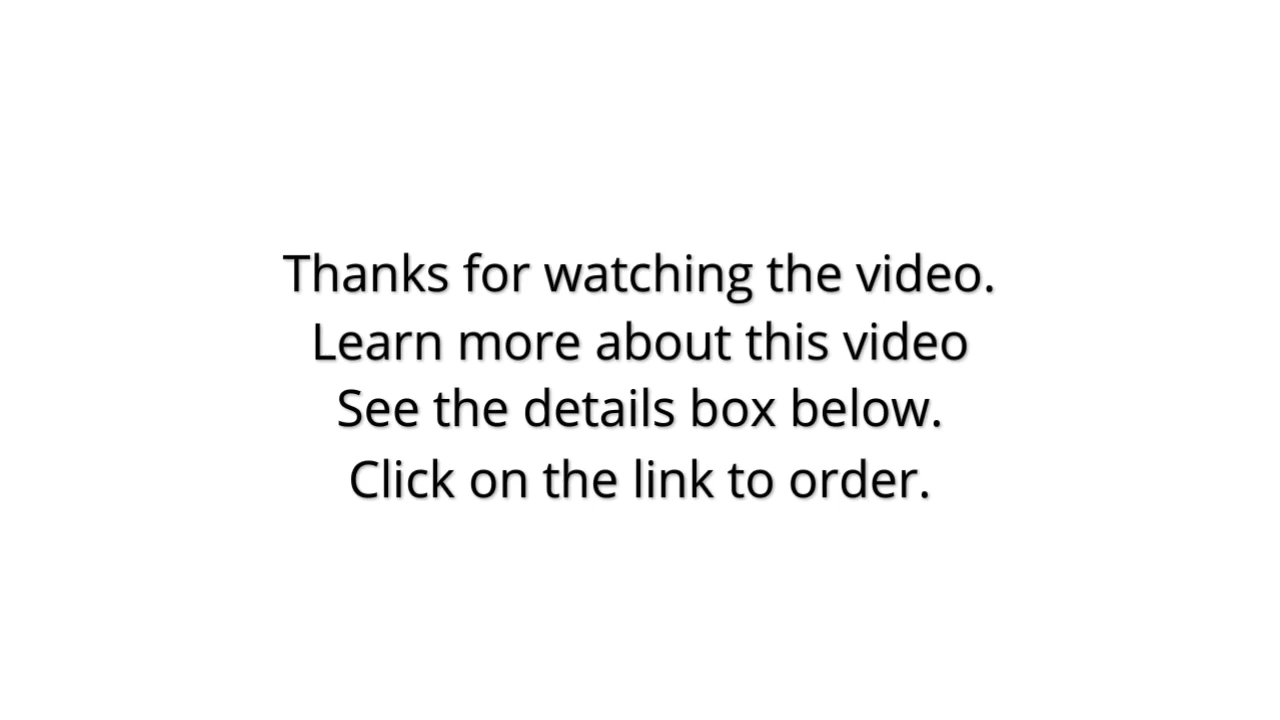 Thanks for watching the video.
Learn more about this video
See the details box below.
Click on the link to order.